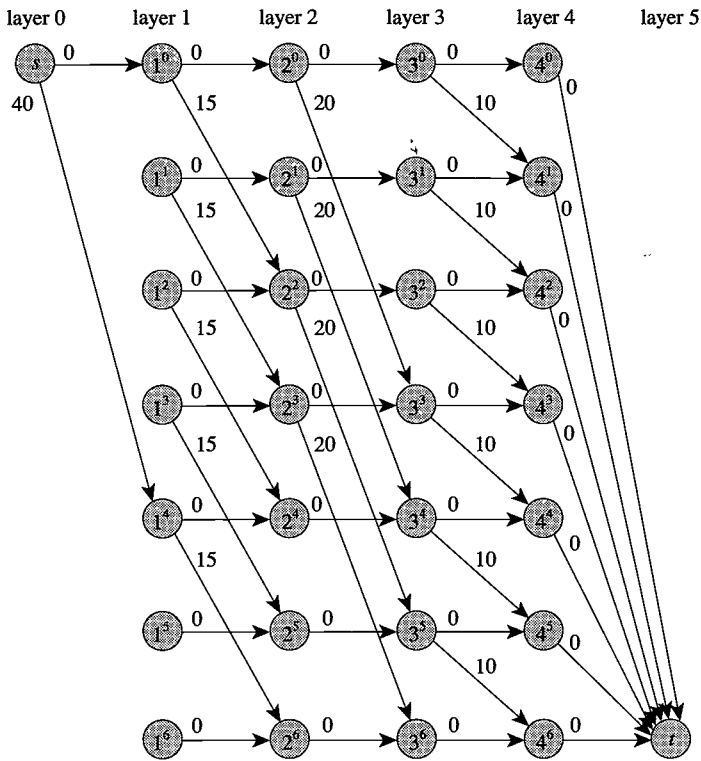 layer 0 layer 1 layer 2 layer 3 layer 4 layer 5
s 0 1⁰ 0 2⁰ 0 3⁰ 0 4⁰ 0
40 15 20 10
1¹ 0 2¹ 0 3¹ 0 4¹ 0
15 20 10
1² 0 2² 0 3² 0 4² 0
15 20 10
1³ 0 2³ 0 3³ 0 4³ 0
15 20 10
1⁴ 0 2⁴ 0 3⁴ 0 4⁴ 0
15 10
1⁵ 0 2⁵ 0 3⁵ 0 4⁵ 0
10
1⁶ 0 2⁶ 0 3⁶ 0 4⁶ 0 t